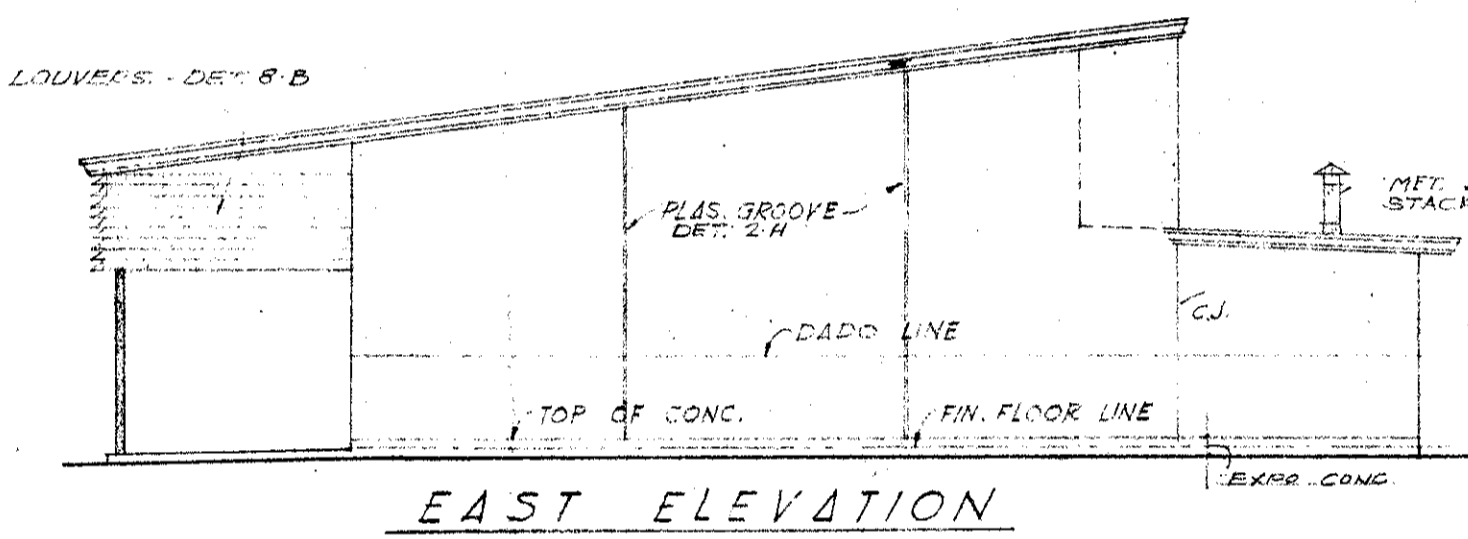 LOUVERS - DET. 8-B
PLAS. GROOVE
DET. 2-H
MET.
STACK
C.J.
DADO LINE
TOP OF CONC.
FIN. FLOOR LINE
EXPO. CONC.
EAST ELEVATION